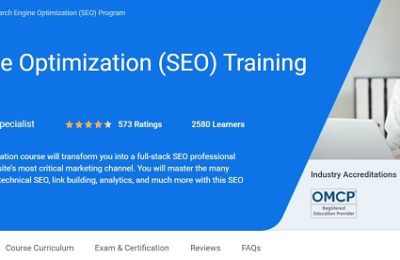 arch Engine Optimization (SEO) Program
e Optimization (SEO) Training
pecialist 573 Ratings 2580 Learners
ation course will transform you into a full-stack SEO professional
site's most critical marketing channel. You will master the many
echnical SEO, link building, analytics, and much more with this SEO
Industry Accreditations
OMCP
Registered
Education Provider
Course Curriculum Exam & Certification Reviews FAQs